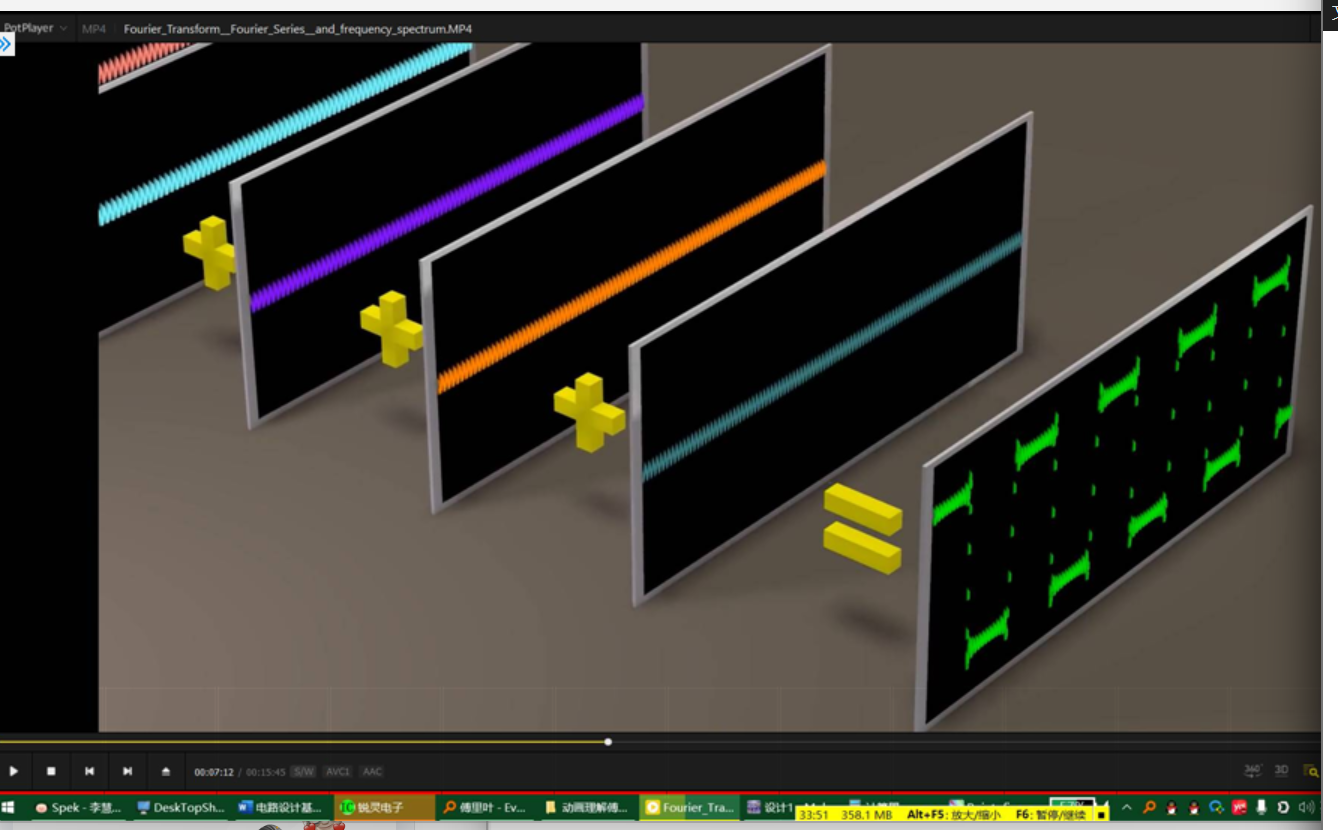 PotPlayer MP4 Fourier_Transform__Fourier_Series__and_frequency_spectrum.MP4
00:07:12 / 00:15:45 S/W AVC1 AAC
360° 3D
Spek - 李慧... DeskTopSh... 电路设计基... 锐灵电子 傅里叶 - Ev... 动画理解傅... Fourier_Tra... 设计1
33:51 358.1 MB Alt+F5: 放大/缩小 F6: 暂停/继续